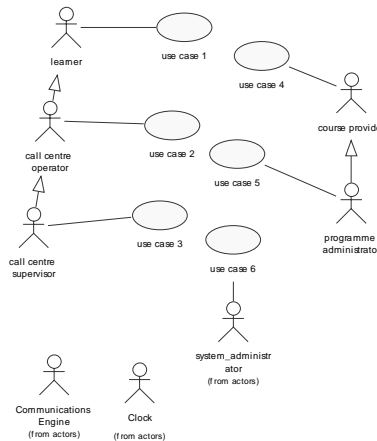 learner
use case 1
use case 4
course provide
call centre
operator
use case 2
use case 5
programme
administrato
call centre
supervisor
use case 3
use case 6
system_administr
ator
(from actors)
Communications
Engine
(from actors)
Clock
(from actors)